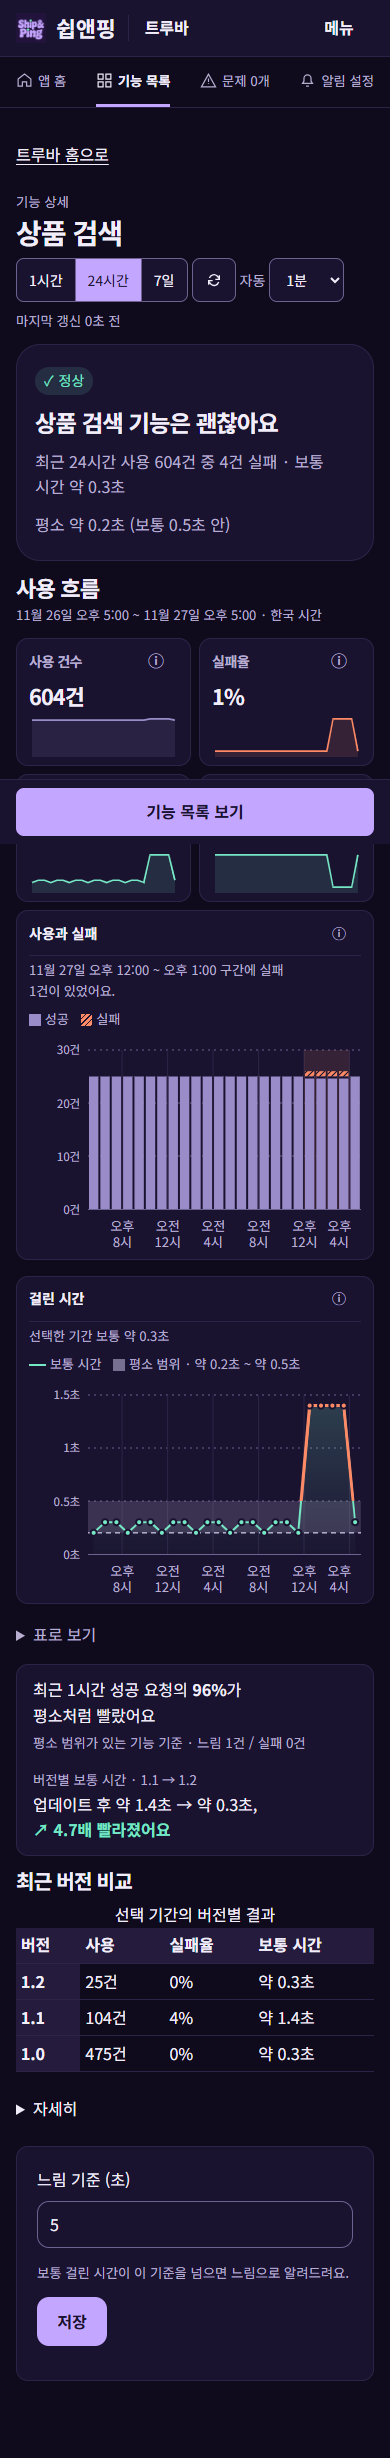 Ship&
Ping
쉽앤핑
트루바
메뉴
앱 홈
기능 목록
문제 0개
알림 설정
트루바 홈으로
기능 상세
상품 검색
1시간
24시간
7일
자동
1분
마지막 갱신 0초 전
✓ 정상
상품 검색 기능은 괜찮아요
최근 24시간 사용 604건 중 4건 실패 · 보통
시간 약 0.3초
평소 약 0.2초 (보통 0.5초 안)
사용 흐름
11월 26일 오후 5:00 ~ 11월 27일 오후 5:00 · 한국 시간
사용 건수
604건
실패율
1%
기능 목록 보기
사용과 실패
11월 27일 오후 12:00 ~ 오후 1:00 구간에 실패
1건이 있었어요.
성공
실패
30건
20건
10건
0건
오후
8시
오전
12시
오전
4시
오전
8시
오후
12시
오후
4시
걸린 시간
선택한 기간 보통 약 0.3초
보통 시간
평소 범위 · 약 0.2초 ~ 약 0.5초
1.5초
1초
0.5초
0초
오후
8시
오전
12시
오전
4시
오전
8시
오후
12시
오후
4시
▶ 표로 보기
최근 1시간 성공 요청의 96%가
평소처럼 빨랐어요
평소 범위가 있는 기능 기준 · 느림 1건 / 실패 0건
버전별 보통 시간 · 1.1 → 1.2
업데이트 후 약 1.4초 → 약 0.3초,
↗ 4.7배 빨라졌어요
최근 버전 비교
선택 기간의 버전별 결과
버전 사용 실패율 보통 시간
1.2 25건 0% 약 0.3초
1.1 104건 4% 약 1.4초
1.0 475건 0% 약 0.3초
▶ 자세히
느림 기준 (초)
5
보통 걸린 시간이 이 기준을 넘으면 느림으로 알려드려요.
저장